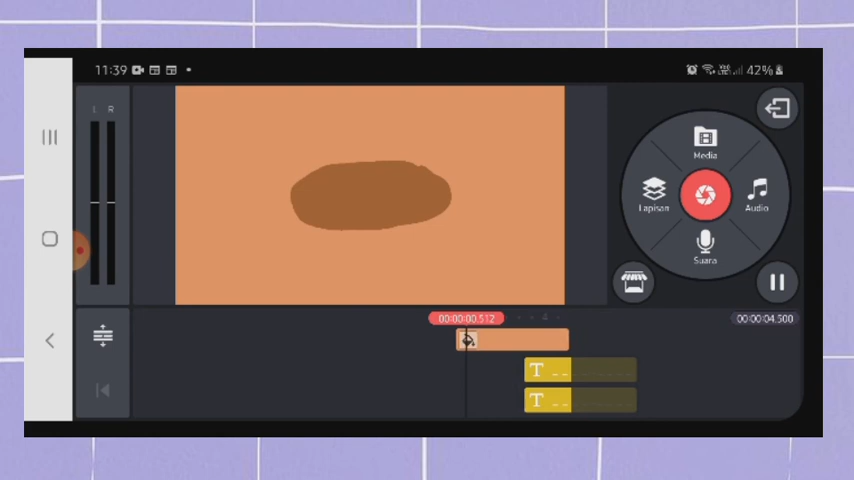 11:39
42%
L R
Media
Lapisan
Audio
Suara
00:00:00.512
00:00:04.500
T
T